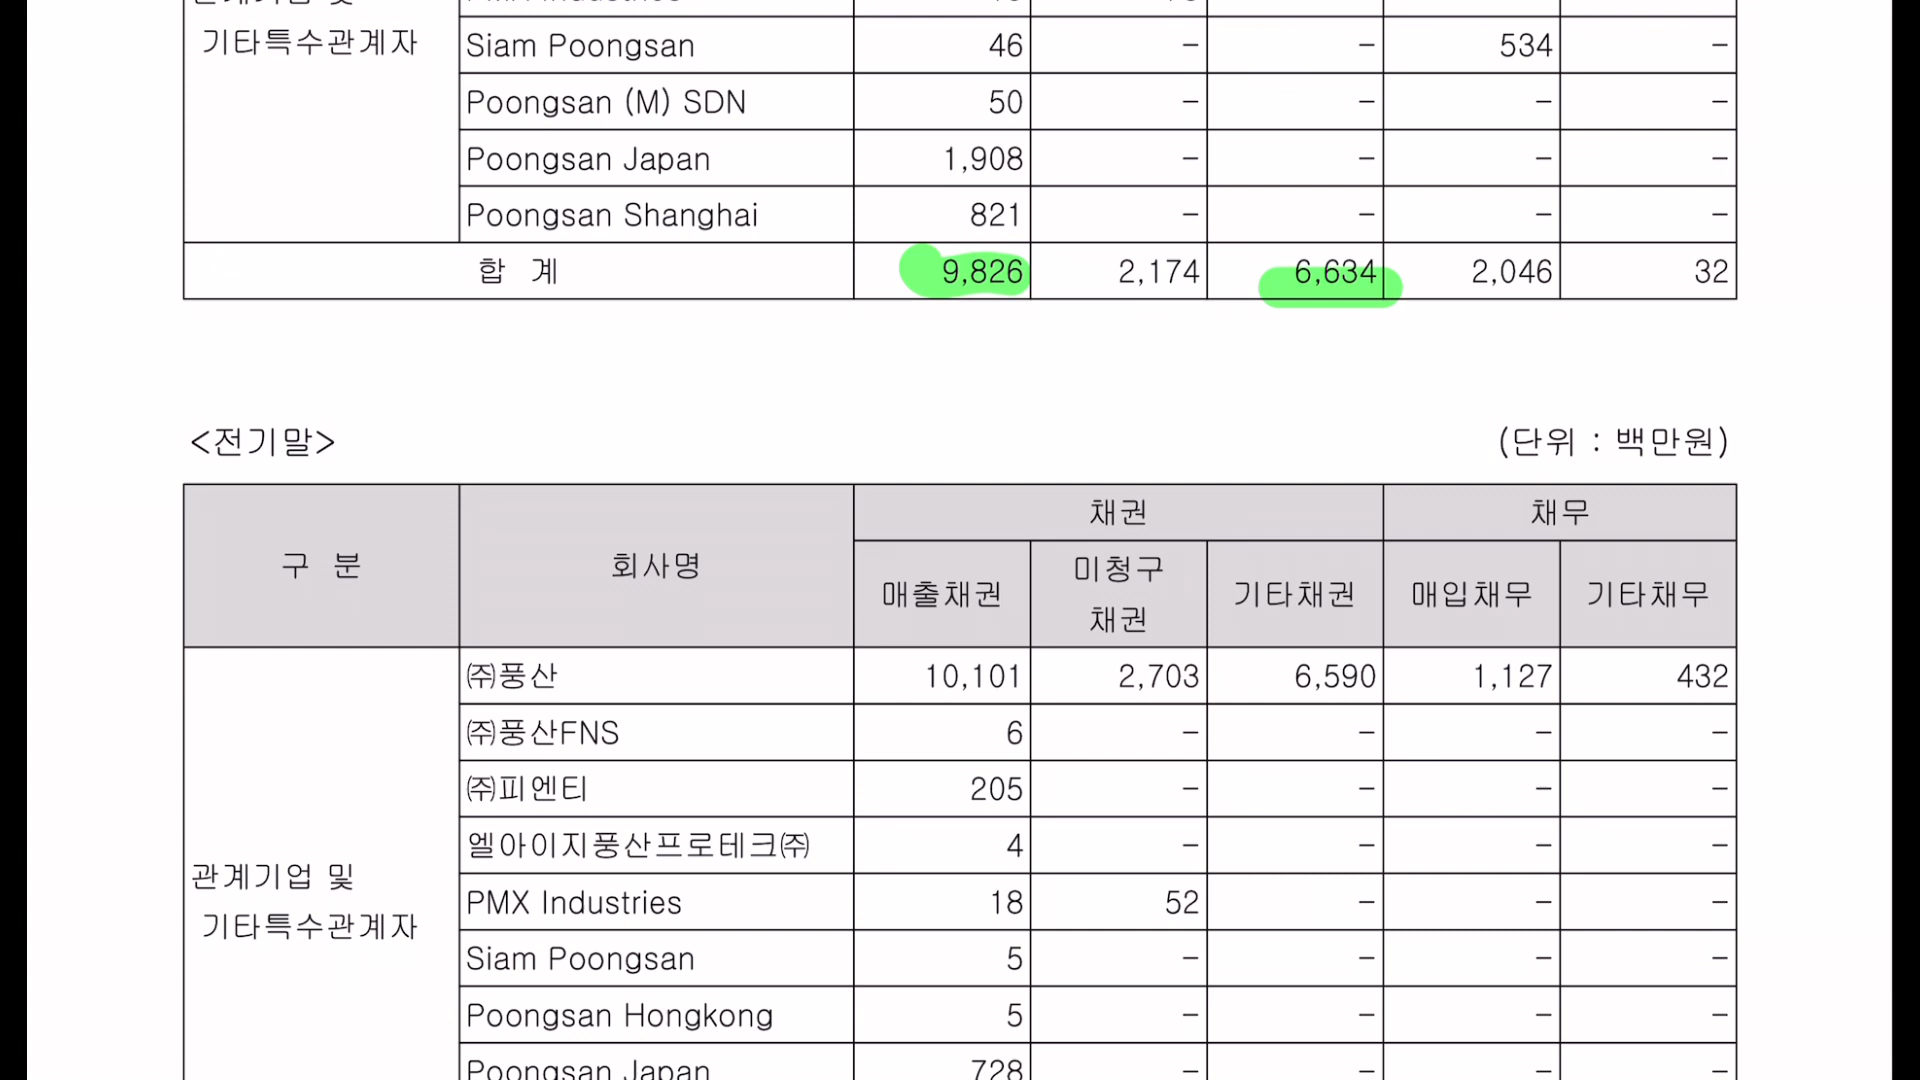 기타특수관계자
Siam Poongsan 46 – – 534 –
Poongsan (M) SDN 50 – – – –
Poongsan Japan 1,908 – – – –
Poongsan Shanghai 821 – – – –
합 계 9,826 2,174 6,634 2,046 32
<전기말> (단위 : 백만원)
구 분 회사명 채권 채무
매출채권 미청구 채권 기타채권 매입채무 기타채무
㈜풍산 10,101 2,703 6,590 1,127 432
㈜풍산FNS 6 – – – –
㈜피엔티 205 – – – –
엘아이지풍산프로테크㈜ 4 – – – –
관계기업 및
기타특수관계자
PMX Industries 18 52 – – –
Siam Poongsan 5 – – – –
Poongsan Hongkong 5 – – – –
Poongsan Japan 728 – – – –